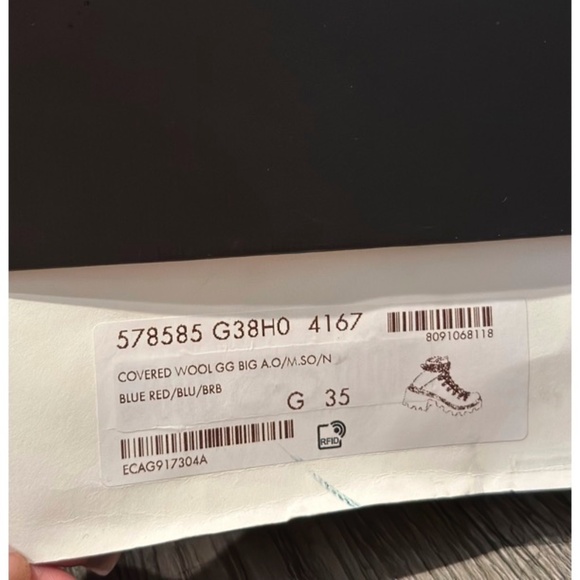 578585 G38H0 4167
8091068118
COVERED WOOL GG BIG A.O/M.SO/N
BLUE RED/BLU/BRB
G 35
RFID
ECAG917304A